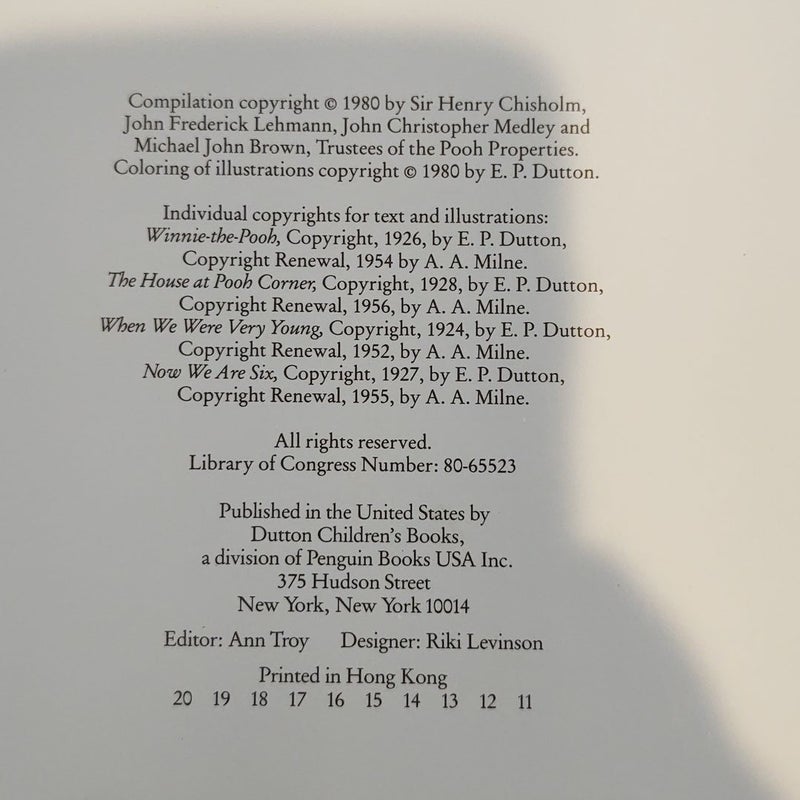 Compilation copyright © 1980 by Sir Henry Chisholm,
John Frederick Lehmann, John Christopher Medley and
Michael John Brown, Trustees of the Pooh Properties.
Coloring of illustrations copyright © 1980 by E. P. Dutton.
Individual copyrights for text and illustrations:
Winnie-the-Pooh, Copyright, 1926, by E. P. Dutton,
Copyright Renewal, 1954 by A. A. Milne.
The House at Pooh Corner, Copyright, 1928, by E. P. Dutton,
Copyright Renewal, 1956, by A. A. Milne.
When We Were Very Young, Copyright, 1924, by E. P. Dutton,
Copyright Renewal, 1952, by A. A. Milne.
Now We Are Six, Copyright, 1927, by E. P. Dutton,
Copyright Renewal, 1955, by A. A. Milne.
All rights reserved.
Library of Congress Number: 80-65523
Published in the United States by
Dutton Children's Books,
a division of Penguin Books USA Inc.
375 Hudson Street
New York, New York 10014
Editor: Ann Troy Designer: Riki Levinson
Printed in Hong Kong
20 19 18 17 16 15 14 13 12 11